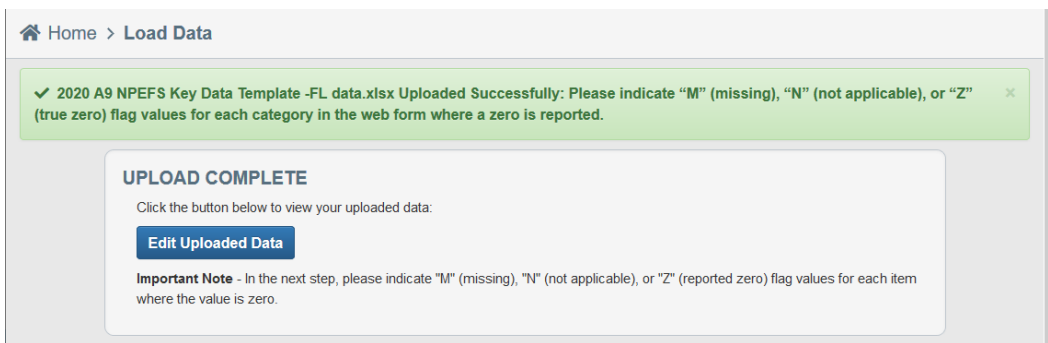 Home > Load Data
✔ 2020 A9 NPEFS Key Data Template -FL data.xlsx Uploaded Successfully: Please indicate “M” (missing), “N” (not applicable), or “Z” ×
(true zero) flag values for each category in the web form where a zero is reported.
UPLOAD COMPLETE
Click the button below to view your uploaded data:
Edit Uploaded Data
Important Note - In the next step, please indicate "M" (missing), "N" (not applicable), or "Z" (reported zero) flag values for each item
where the value is zero.